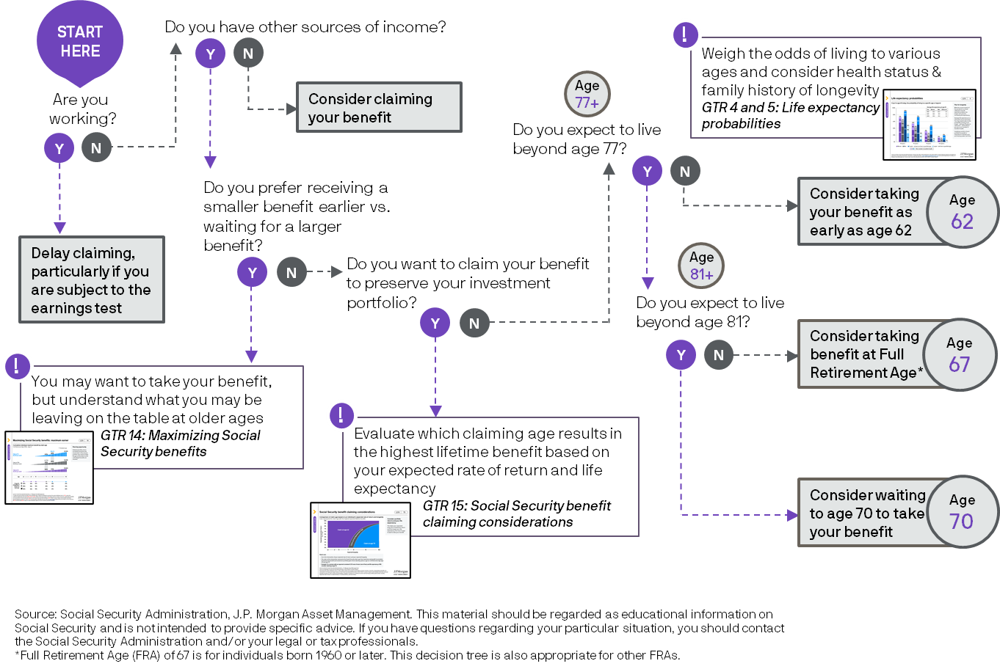 START
HERE
Are you
working?
Y
N
Delay claiming,
particularly if you
are subject to the
earnings test
Do you have other sources of income?
Y
N
Consider claiming
your benefit
Do you prefer receiving a
smaller benefit earlier vs.
waiting for a larger
benefit?
Y
N
!
You may want to take your benefit,
but understand what you may be
leaving on the table at older ages
GTR 14: Maximizing Social
Security benefits
Do you want to claim your benefit
to preserve your investment
portfolio?
Y
N
!
Evaluate which claiming age results in
the highest lifetime benefit based on
your expected rate of return and life
expectancy
GTR 15: Social Security benefit
claiming considerations
Social Security benefit claiming considerations
J.P.Morgan
Age
77+
Do you expect to live
beyond age 77?
Y
N
!
Weigh the odds of living to various
ages and consider health status &
family history of longevity
GTR 4 and 5: Life expectancy
probabilities
Life expectancy probabilities
J.P.Morgan
Consider taking
your benefit as
early as age 62
Age
62
Age
81+
Do you expect to live
beyond age 81?
Y
N
Consider taking
benefit at Full
Retirement Age*
Age
67
Consider waiting
to age 70 to take
your benefit
Age
70
Source: Social Security Administration, J.P. Morgan Asset Management. This material should be regarded as educational information on
Social Security and is not intended to provide specific advice. If you have questions regarding your particular situation, you should contact
the Social Security Administration and/or your legal or tax professionals.
*Full Retirement Age (FRA) of 67 is for individuals born 1960 or later. This decision tree is also appropriate for other FRAs.